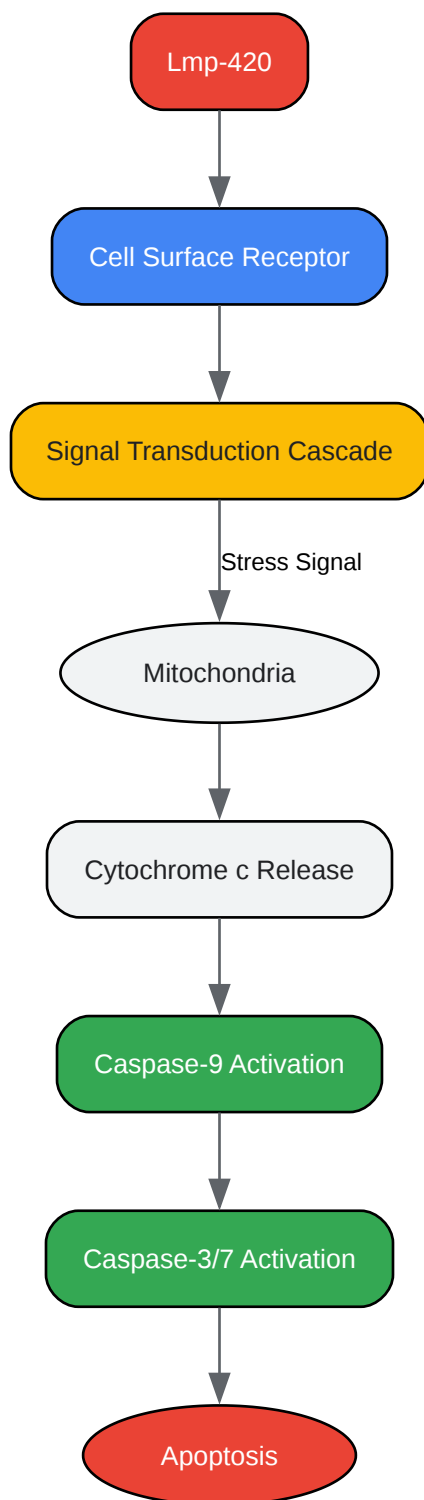 Lmp-420
Cell Surface Receptor
Signal Transduction Cascade
Stress Signal
Mitochondria
Cytochrome c Release
Caspase-9 Activation
Caspase-3/7 Activation
Apoptosis